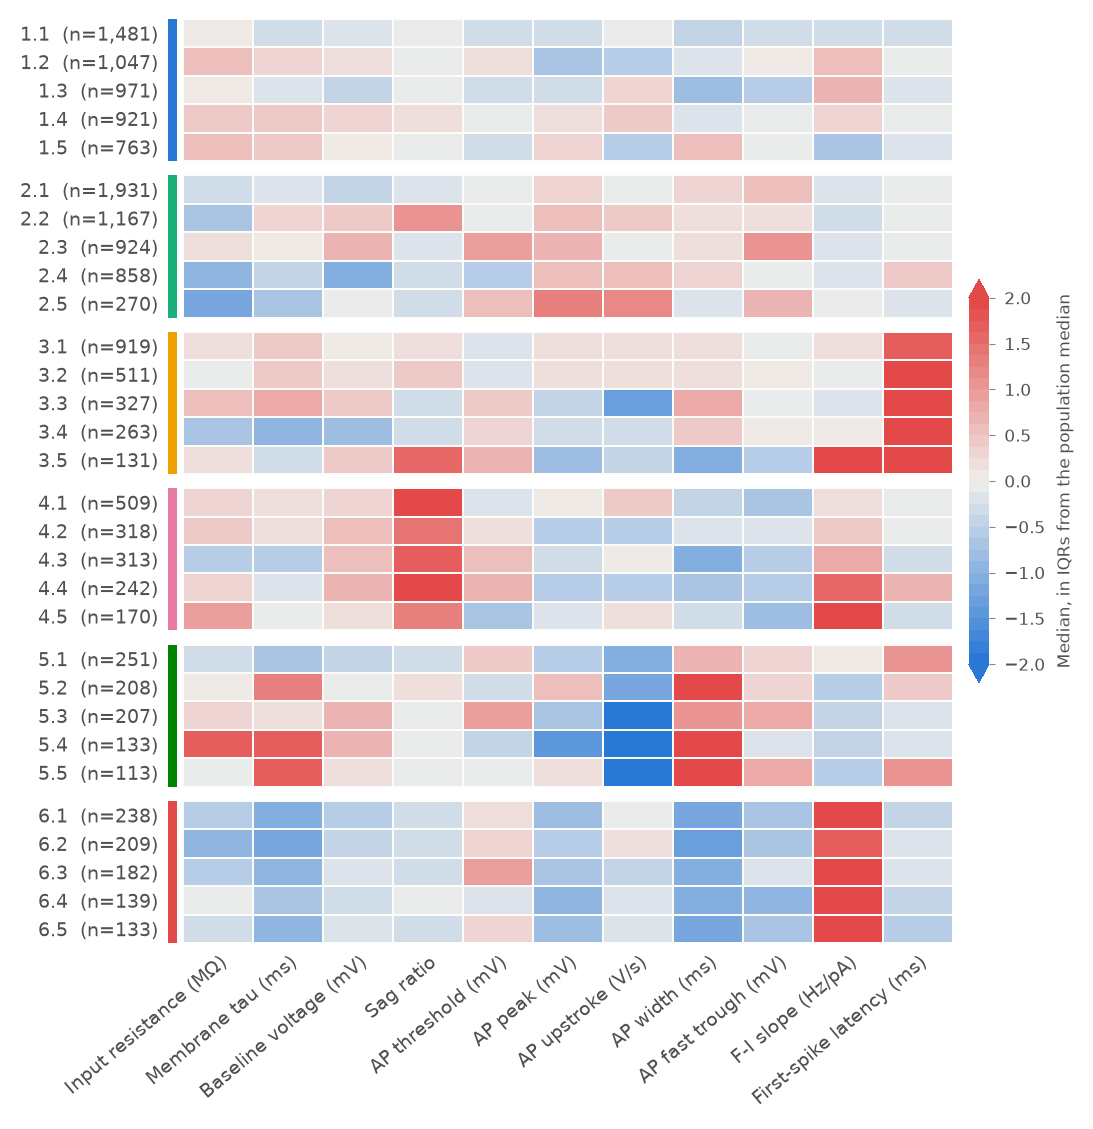 1.1 (n=1,481)
1.2 (n=1,047)
1.3 (n=971)
1.4 (n=921)
1.5 (n=763)
2.1 (n=1,931)
2.2 (n=1,167)
2.3 (n=924)
2.4 (n=858)
2.5 (n=270)
3.1 (n=919)
3.2 (n=511)
3.3 (n=327)
3.4 (n=263)
3.5 (n=131)
4.1 (n=509)
4.2 (n=318)
4.3 (n=313)
4.4 (n=242)
4.5 (n=170)
5.1 (n=251)
5.2 (n=208)
5.3 (n=207)
5.4 (n=133)
5.5 (n=113)
6.1 (n=238)
6.2 (n=209)
6.3 (n=182)
6.4 (n=139)
6.5 (n=133)
Input resistance (MΩ)
Membrane tau (ms)
Baseline voltage (mV)
Sag ratio
AP threshold (mV)
AP peak (mV)
AP upstroke (V/s)
AP width (ms)
AP fast trough (mV)
F-I slope (Hz/pA)
First-spike latency (ms)
2.0
1.5
1.0
0.5
0.0
−0.5
−1.0
−1.5
−2.0
Median, in IQRs from the population median